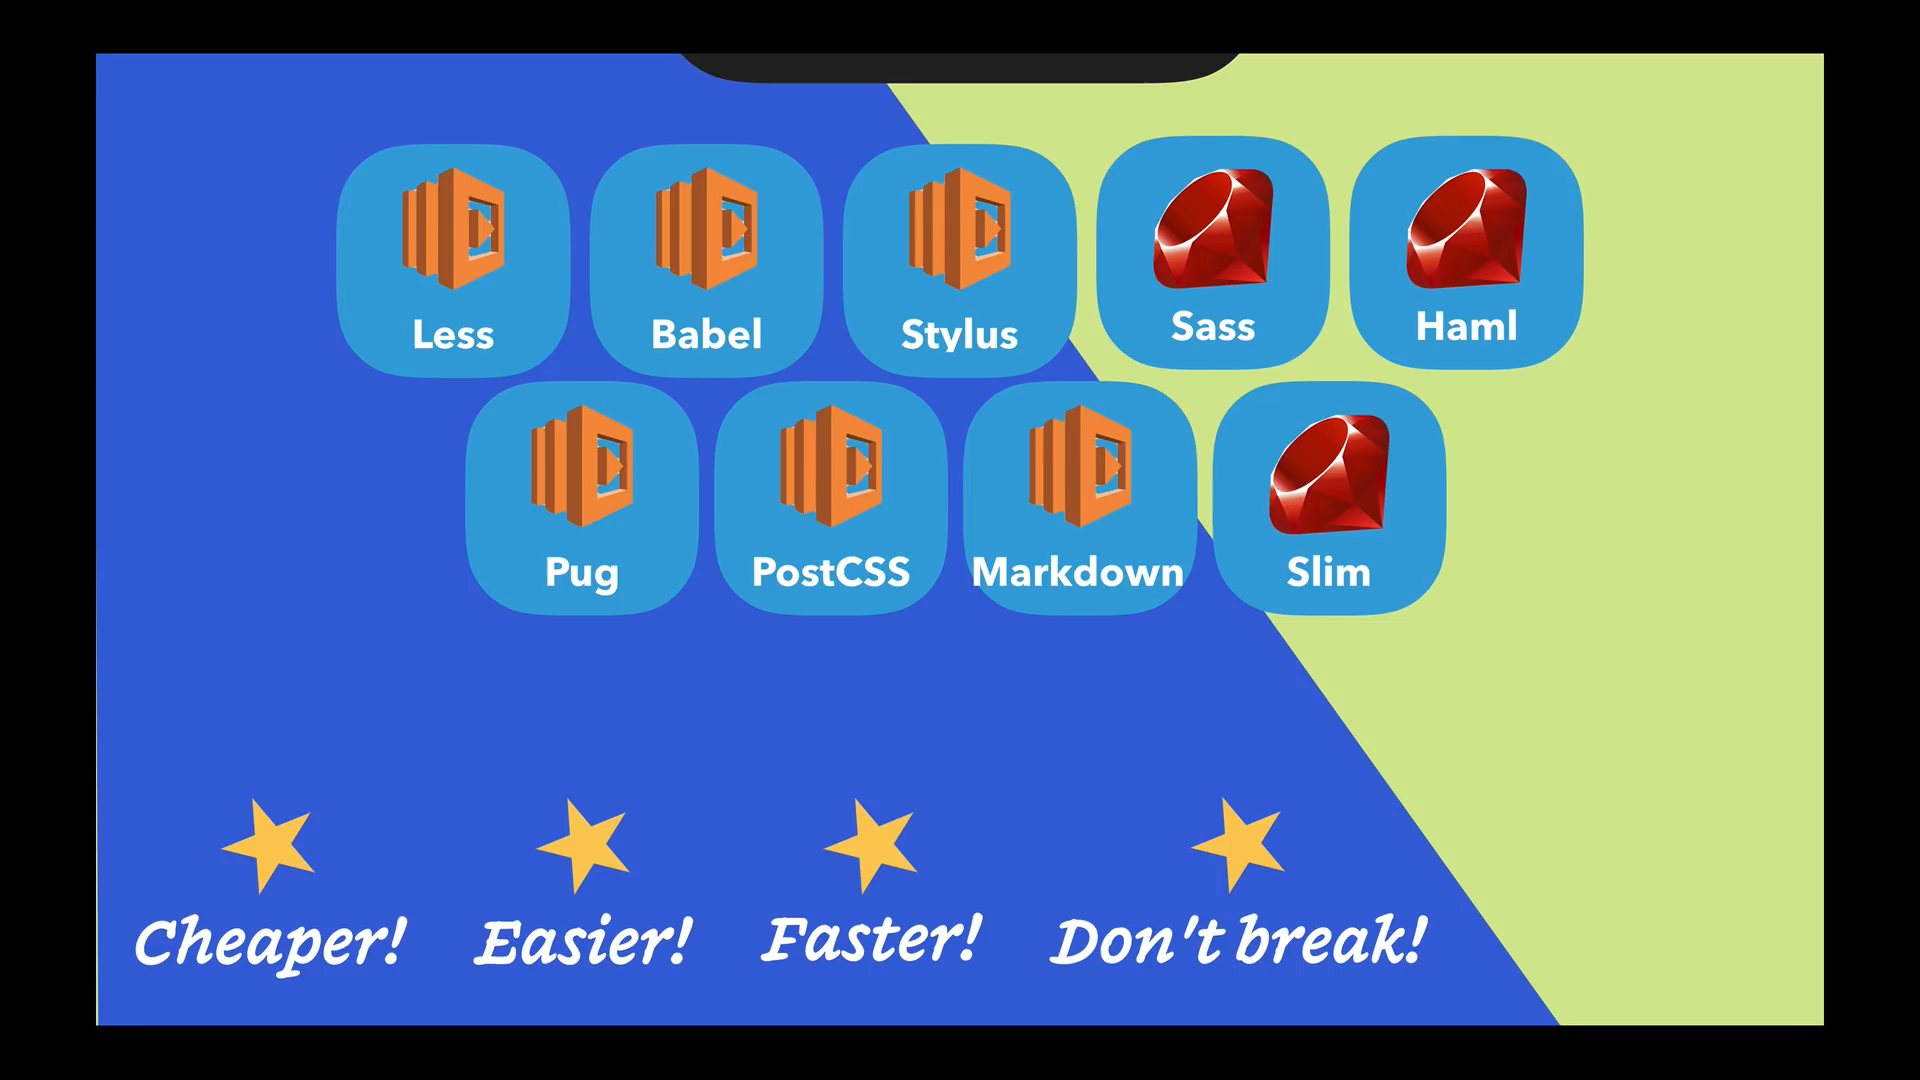 Less
Babel
Stylus
Sass
Haml
Pug
PostCSS
Markdown
Slim
Cheaper!
Easier!
Faster!
Don't break!